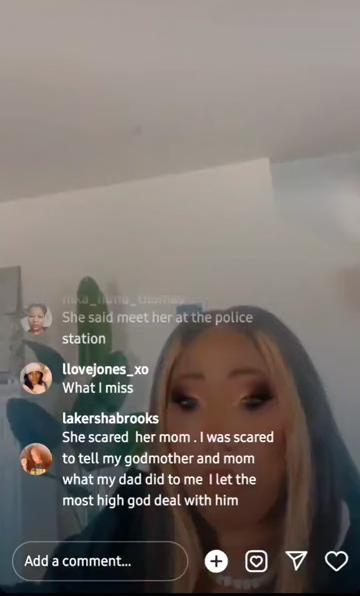 She said meet her at the police
station
llovejones_xo
What I miss
lakershabrooks
She scared her mom . I was scared
to tell my godmother and mom
what my dad did to me I let the
most high god deal with him
Add a comment...